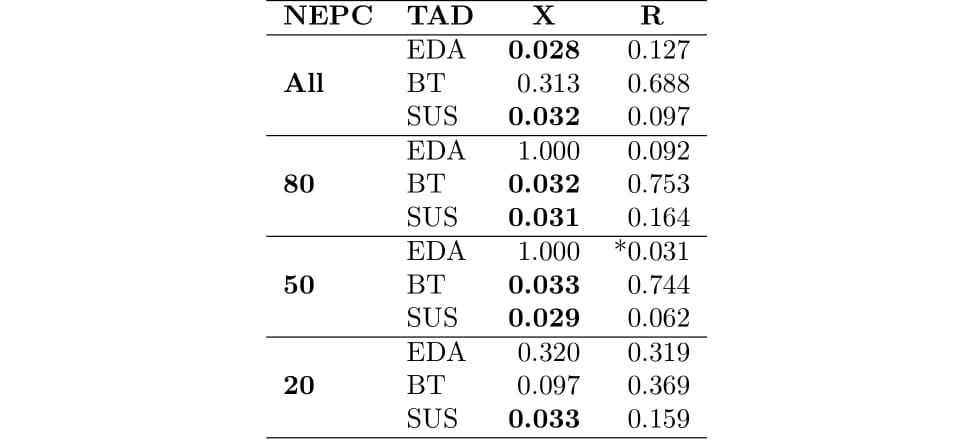 NEPC TAD X R
EDA 0.028 0.127
All BT 0.313 0.688
SUS 0.032 0.097
EDA 1.000 0.092
80 BT 0.032 0.753
SUS 0.031 0.164
EDA 1.000 *0.031
50 BT 0.033 0.744
SUS 0.029 0.062
EDA 0.320 0.319
20 BT 0.097 0.369
SUS 0.033 0.159